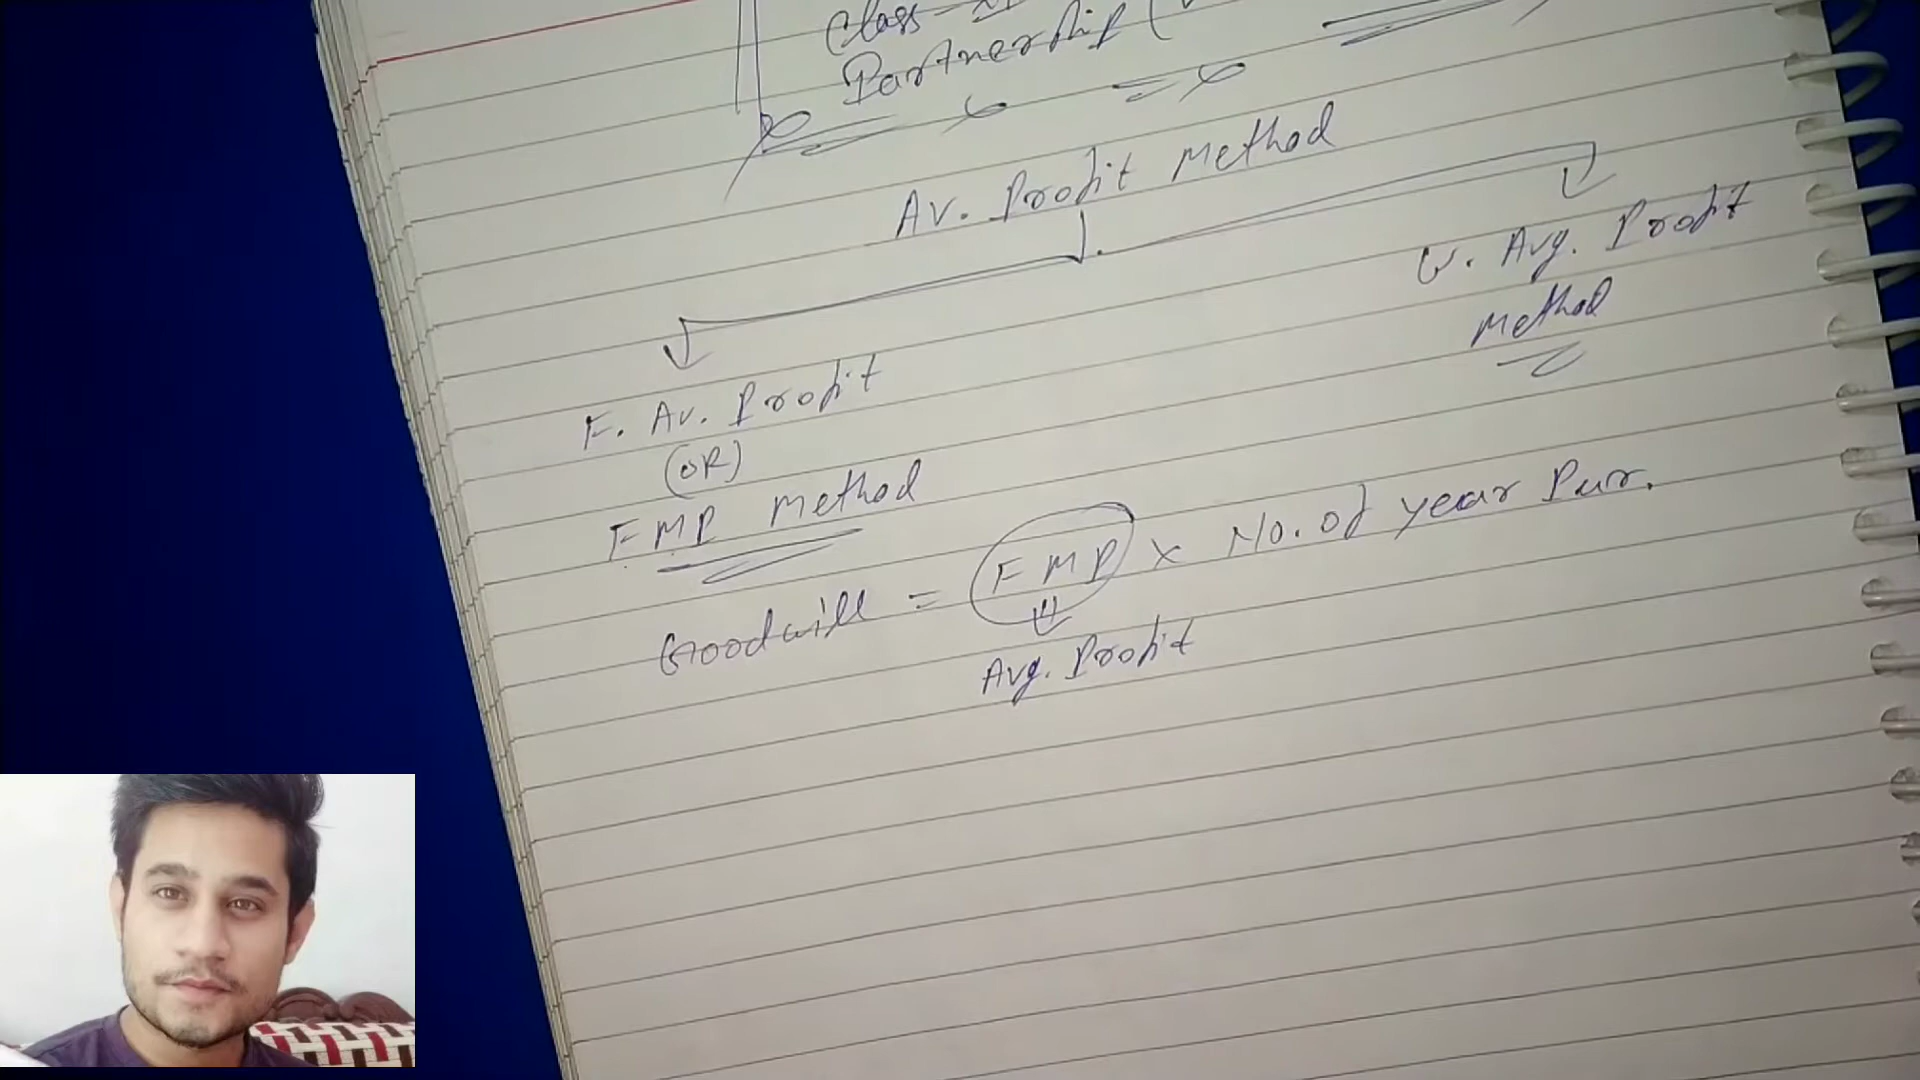 Class - XI
Partnership (
Av. Profit Method
W. Avg. Profit
Method
F. Av. Profit
(OR)
FMP Method
Goodwill = FMP × No. of year Pur.
Avg. Profit